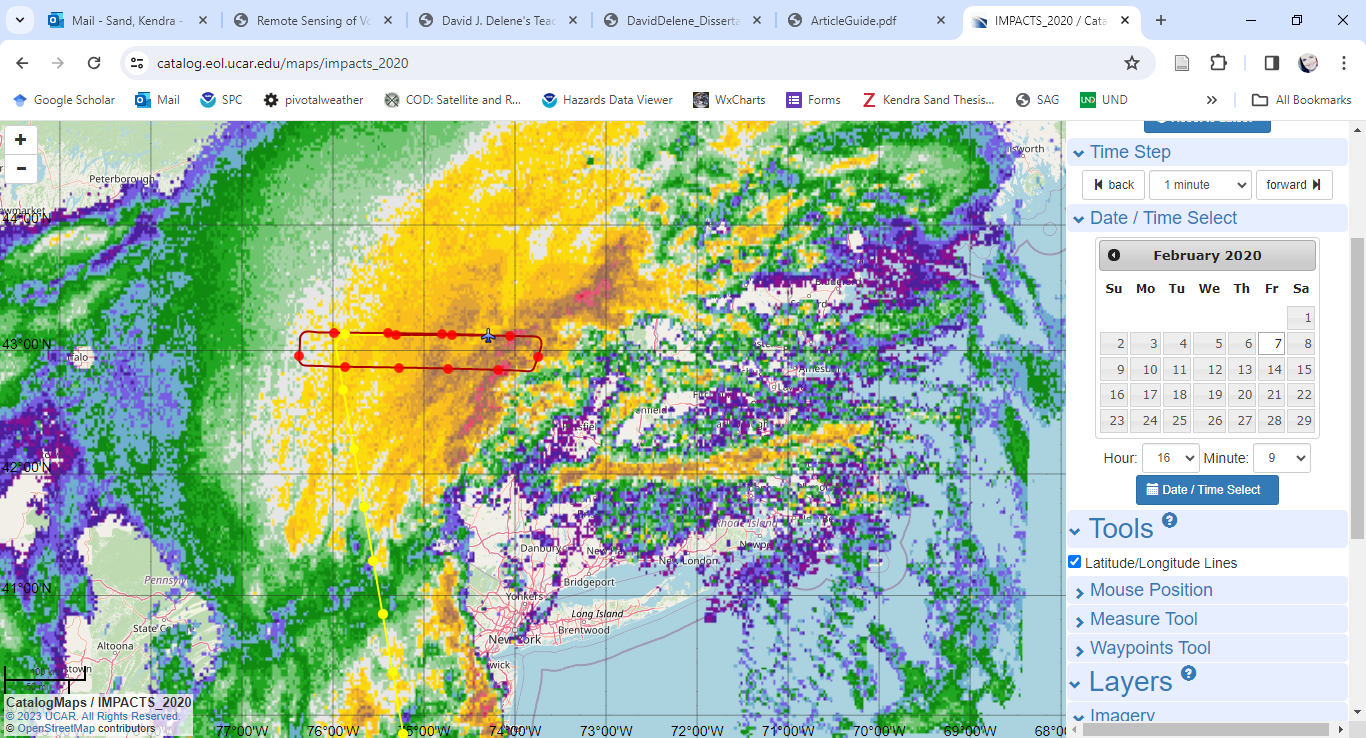 Mail - Sand, Kendra -
Remote Sensing of Vo
David J. Delene's Teac
DavidDelene_Disserta
ArticleGuide.pdf
IMPACTS_2020 / Cata
catalog.eol.ucar.edu/maps/impacts_2020
Google Scholar
Mail
SPC
pivotalweather
COD: Satellite and R...
Hazards Data Viewer
WxCharts
Forms
Kendra Sand Thesis...
SAG
UND
All Bookmarks
+
−
Peterborough
44°00'N
43°00'N
42°00'N
41°00'N
Pennsylv
State C
Altoona
Danbury
Bridgeport
New London
Rhode Island
Newpo
Yonkers
Long Island
Brentwood
New York
wick
CatalogMaps / IMPACTS_2020
© 2023 UCAR. All Rights Reserved.
© OpenStreetMap contributors
77°00'W
76°00'W
75°00'W
74°00'W
73°00'W
72°00'W
71°00'W
70°00'W
69°00'W
68°00'
Time Step
back
1 minute
forward
Date / Time Select
February 2020
Su Mo Tu We Th Fr Sa
1
2 3 4 5 6 7 8
9 10 11 12 13 14 15
16 17 18 19 20 21 22
23 24 25 26 27 28 29
Hour: 16 Minute: 9
Date / Time Select
Tools
Latitude/Longitude Lines
Mouse Position
Measure Tool
Waypoints Tool
Layers
Imagery